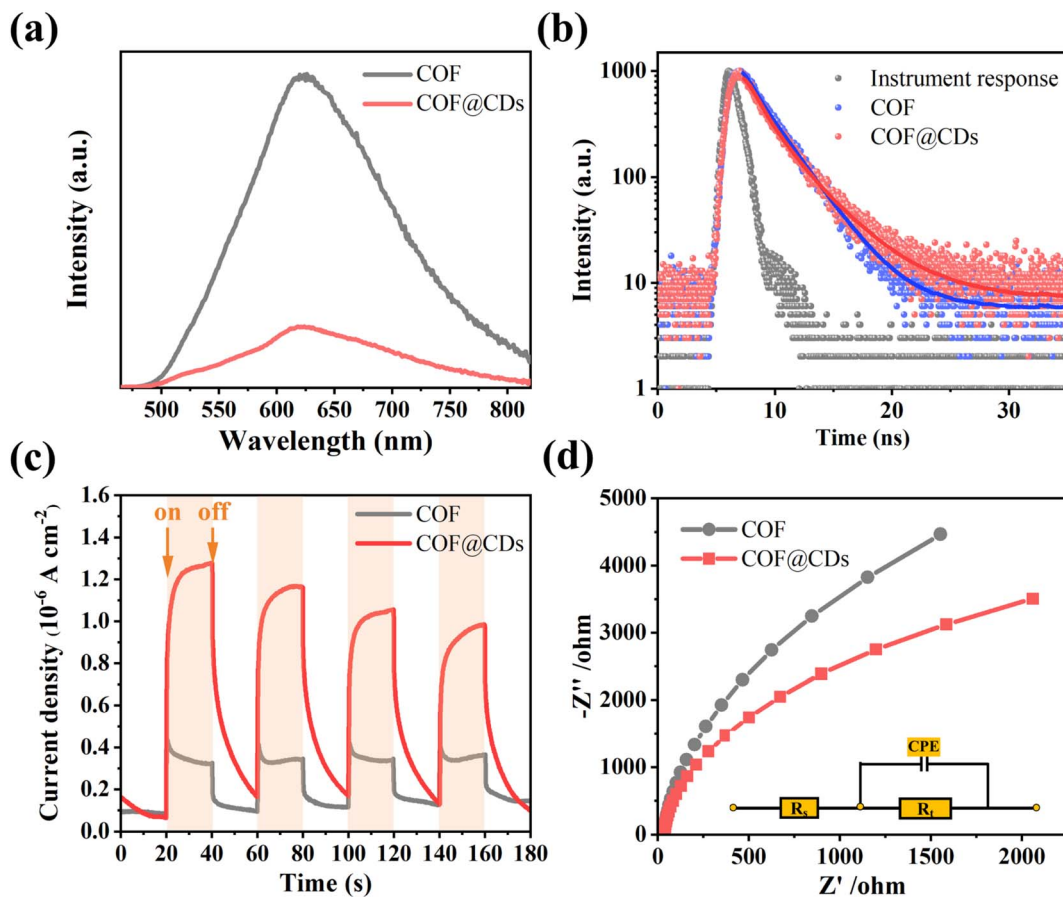 (a)
COF
COF@CDs
Intensity (a.u.)
500 550 600 650 700 750 800
Wavelength (nm)
(b)
1000
100
10
1
Instrument response
COF
COF@CDs
Intensity (a.u.)
0 10 20 30
Time (ns)
(c)
1.6
1.4
1.2
1.0
0.8
0.6
0.4
0.2
0.0
on off
COF
COF@CDs
Current density (10⁻⁶ A cm⁻²)
0 20 40 60 80 100 120 140 160 180
Time (s)
(d)
5000
4000
3000
2000
1000
0
COF
COF@CDs
-Z'' /ohm
CPE
Rs
Rt
500 1000 1500 2000
Z' /ohm